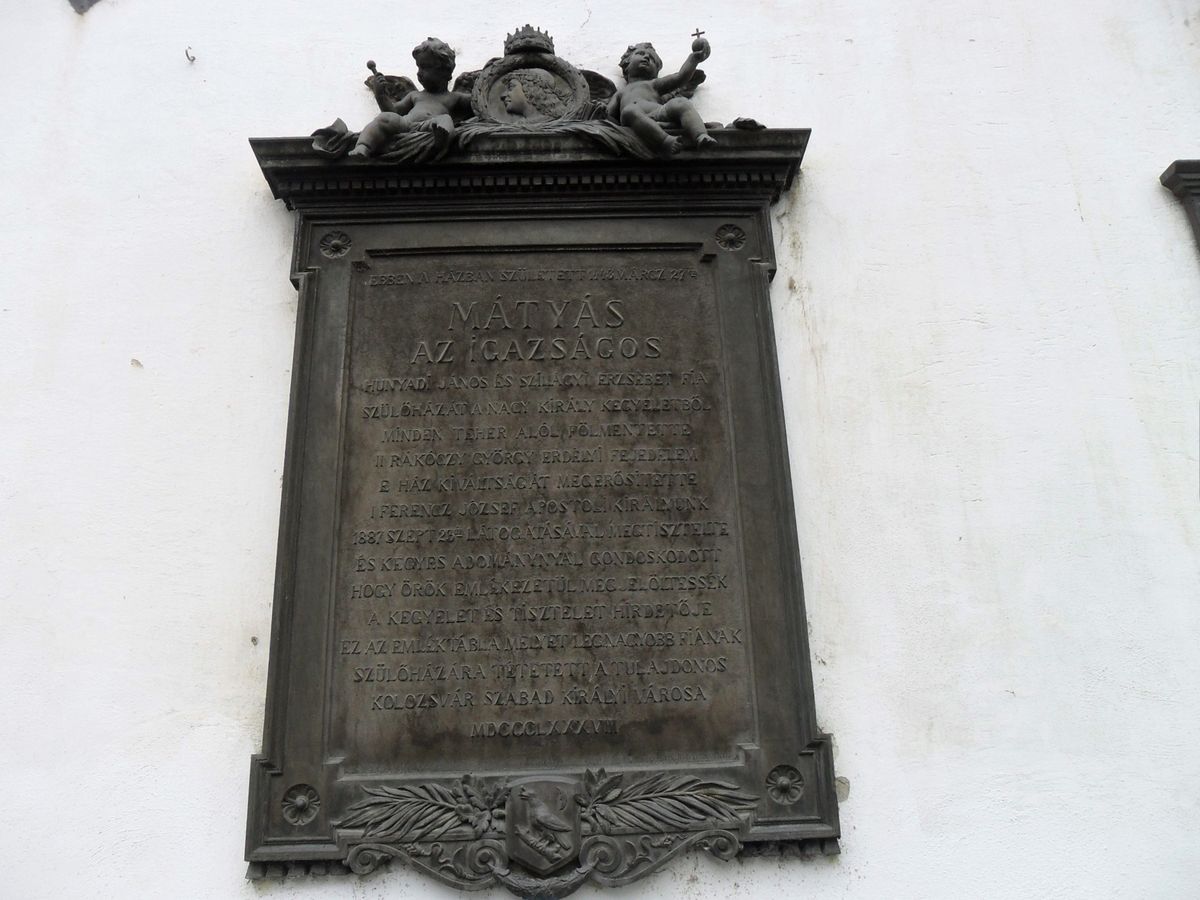 EBBEN A HÁZBAN SZÜLETETT 1443 MÁRCZ 27ÉN
MÁTYÁS
AZ IGAZSÁGOS
HUNYADI JÁNOS ÉS SZILÁGYI ERZSÉBET FIA
SZÜLŐHÁZÁT A NAGY KIRÁLY KEGYELETBŐL
MINDEN TEHER ALÓL FÖLMENTETTE
II RÁKÓCZY GYÖRGY ERDÉLYI FEJEDELEM
E HÁZ KIVÁLTSÁGÁT MEGERŐSÍTETTE
I FERENCZ JÓZSEF APOSTOLI KIRÁLYUNK
1887 SZEPT 23ÁN LÁTOGATÁSÁVAL MEGTISZTELTE
ÉS KEGYES ADOMÁNYNYAL GONDOSKODOTT
HOGY ÖRÖK EMLÉKEZETÜL MEGJELÖLTESSÉK
A KEGYELET ÉS TISZTELET HIRDETŐJE
EZ AZ EMLÉKTÁBLA MELYET LEGNAGYOBB FIÁNAK
SZÜLŐHÁZÁRA TÉTETETT A TULAJDONOS
KOLOZSVÁR SZABAD KIRÁLYI VÁROSA
MDCCCLXXXVIII